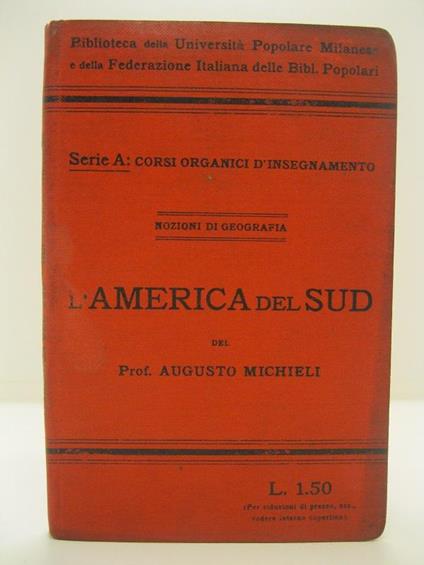 Biblioteca della Università Popolare Milanese
e della Federazione Italiana delle Bibl. Popolari
Serie A: CORSI ORGANICI D'INSEGNAMENTO
NOZIONI DI GEOGRAFIA
L'AMERICA DEL SUD
DEL
Prof. AUGUSTO MICHIELI
L. 1.50
(Per riduzioni di prezzo, ecc.,
vedere interno copertina)